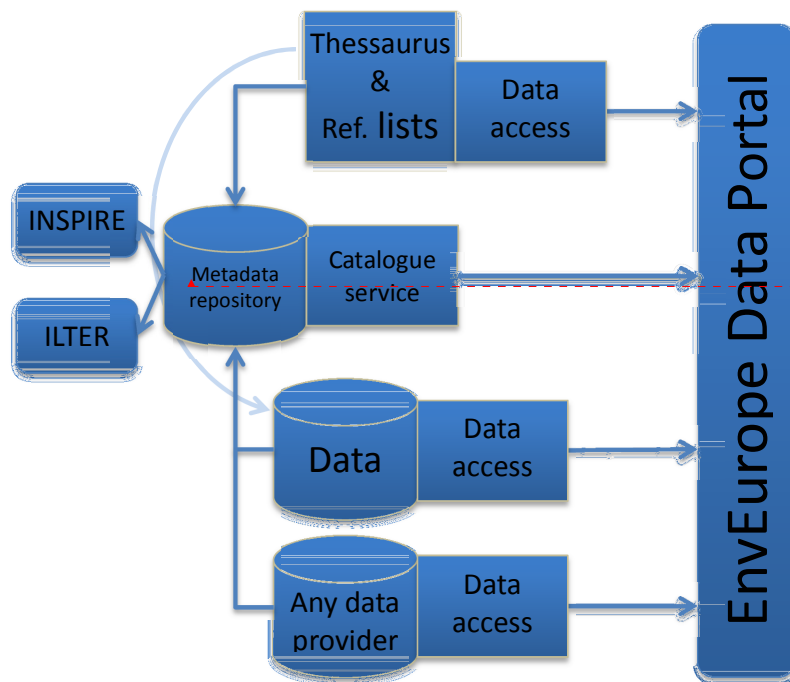 Thessaurus
&
Ref. lists
Data
access
INSPIRE
ILTER
Metadata
repository
Catalogue
service
Data
Data
access
Any data
provider
Data
access
EnvEurope Data Portal